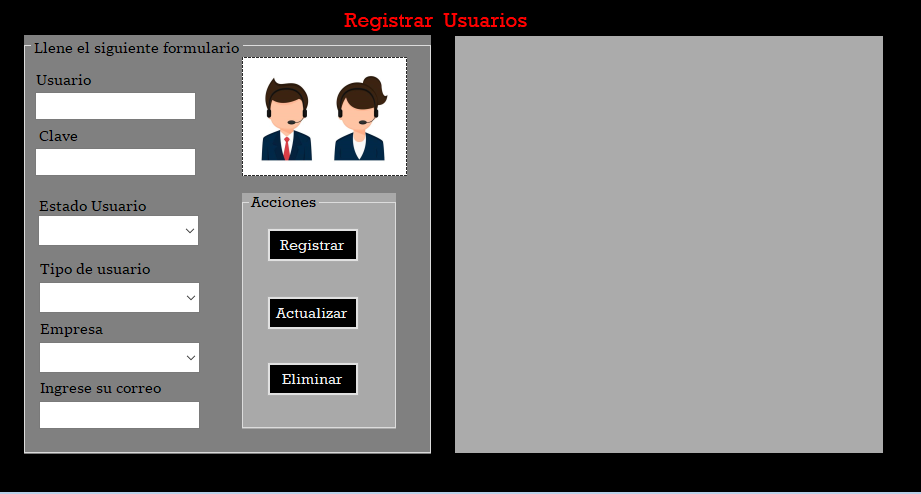 Registrar Usuarios
Llene el siguiente formulario
Usuario
Clave
Estado Usuario
Tipo de usuario
Empresa
Ingrese su correo
Acciones
Registrar
Actualizar
Eliminar